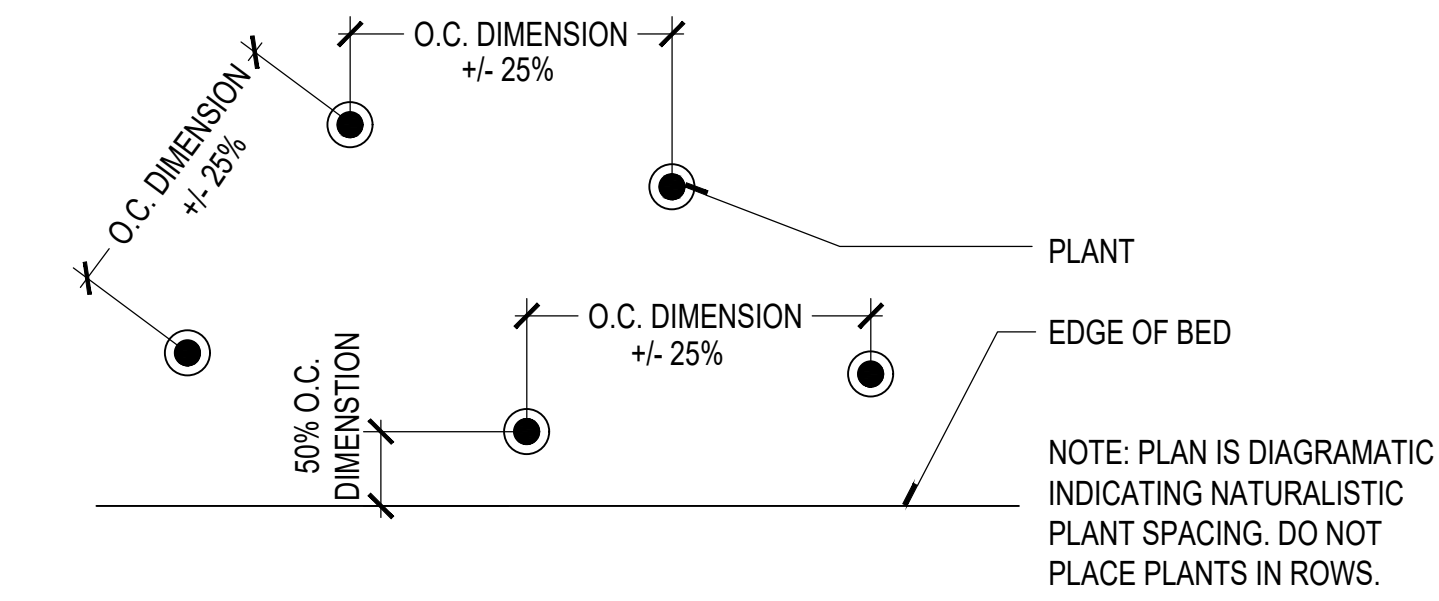 O.C. DIMENSION
+/- 25%
O.C. DIMENSION
+/- 25%
PLANT
O.C. DIMENSION
+/- 25%
EDGE OF BED
50% O.C.
DIMENSTION
NOTE: PLAN IS DIAGRAMATIC
INDICATING NATURALISTIC
PLANT SPACING. DO NOT
PLACE PLANTS IN ROWS.